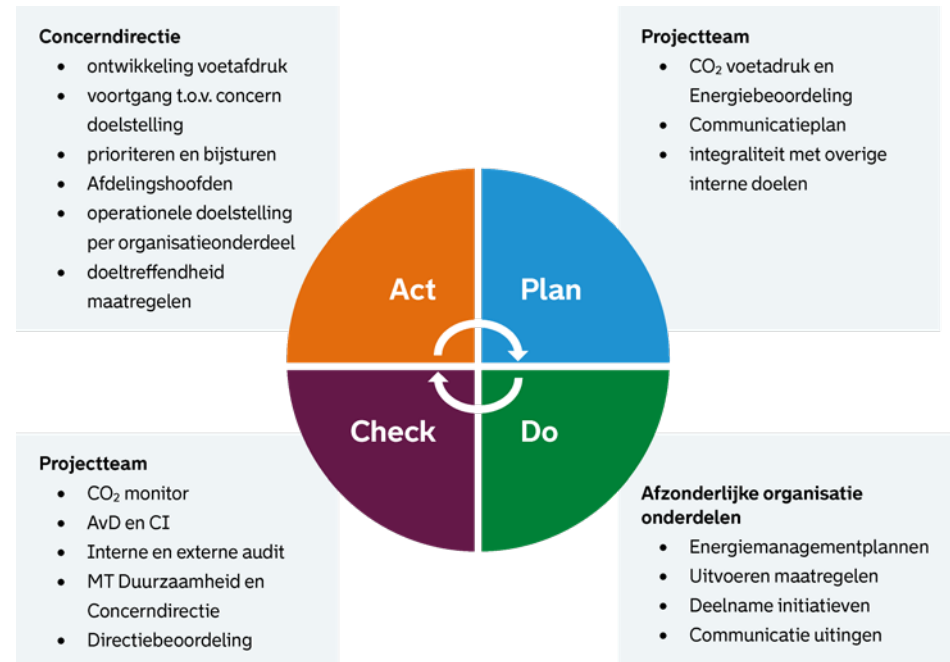 Concerndirectie
• ontwikkeling voetafdruk
• voortgang t.o.v. concern
doelstelling
• prioriteren en bijsturen
• Afdelingshoofden
• operationele doelstelling
per organisatieonderdeel
• doeltreffendheid
maatregelen
Projectteam
• CO₂ voetadruk en
Energiebeoordeling
• Communicatieplan
• integraliteit met overige
interne doelen
Act
Plan
Check
Do
Projectteam
• CO₂ monitor
• AvD en CI
• Interne en externe audit
• MT Duurzaamheid en
Concerndirectie
• Directiebeoordeling
Afzonderlijke organisatie
onderdelen
• Energiemanagementplannen
• Uitvoeren maatregelen
• Deelname initiatieven
• Communicatie uitingen